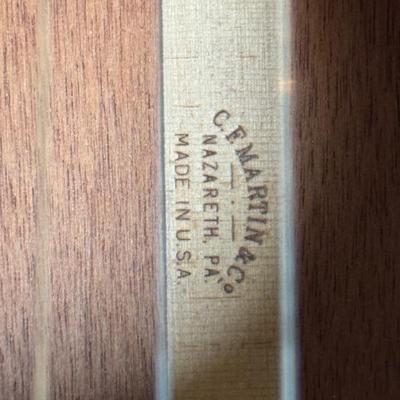 C.F. MARTIN & Co.
NAZARETH, PA.
MADE IN U.S.A.